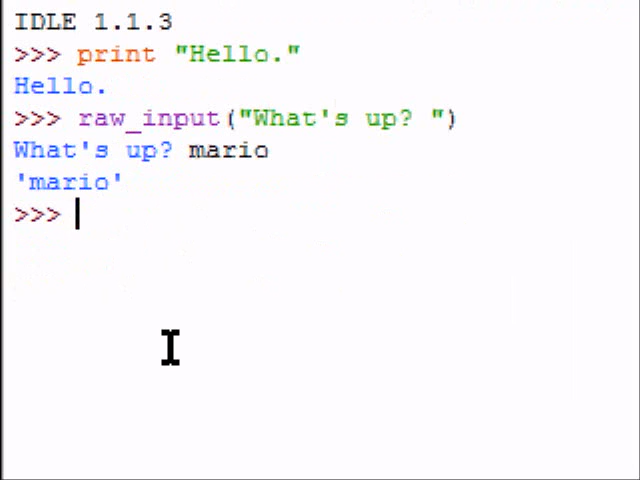 IDLE 1.1.3
>>> print "Hello."
Hello.
>>> raw_input("What's up? ")
What's up? mario
'mario'
>>>